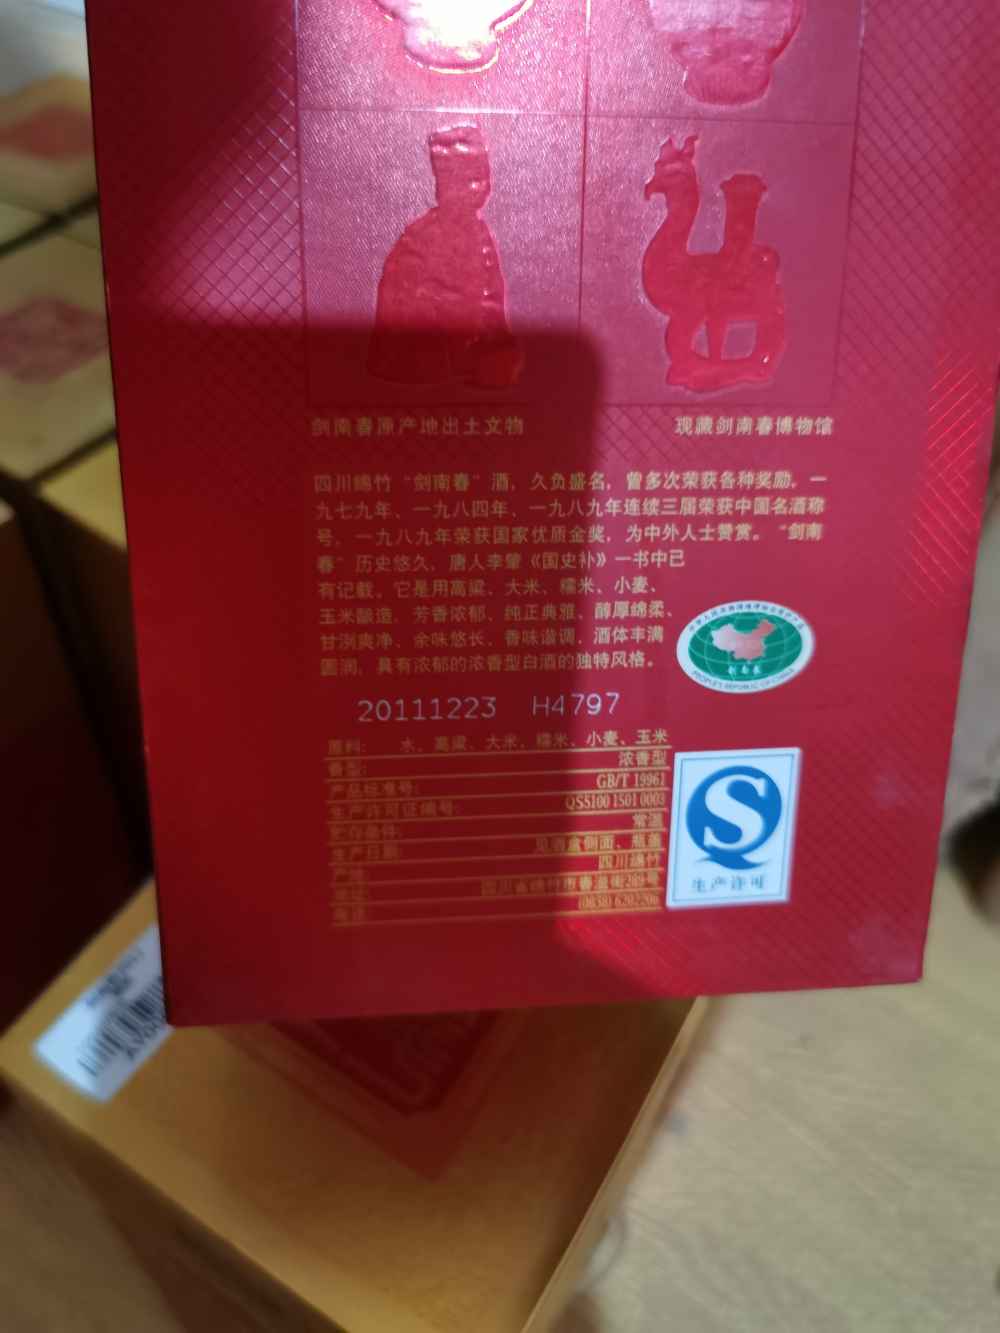 剑南春原产地出土文物
现藏剑南春博物馆
四川绵竹“剑南春”酒，久负盛名，曾多次荣获各种奖励。一
九七九年、一九八四年、一九八九年连续三届荣获中国名酒称
号，一九八九年荣获国家优质金奖，为中外人士赞赏。“剑南
春”历史悠久，唐人李肇《国史补》一书中已
有记载。它是用高粱、大米、糯米、小麦、
玉米酿造，芳香浓郁、纯正典雅、醇厚绵柔、
甘洌爽净、余味悠长、香味谐调、酒体丰满
圆润，具有浓郁的浓香型白酒的独特风格。
PEOPLE'S REPUBLIC OF CHINA
20111223 H4797
原料: 水、高粱、大米、糯米、小麦、玉米
香型: 浓香型
产品标准号: GB/T 19961
生产许可证编号: QS5100 1501 0003
贮存条件: 常温
生产日期: 见酒盒侧面、瓶盖
产地: 四川绵竹
(0838) 6202206
生产许可